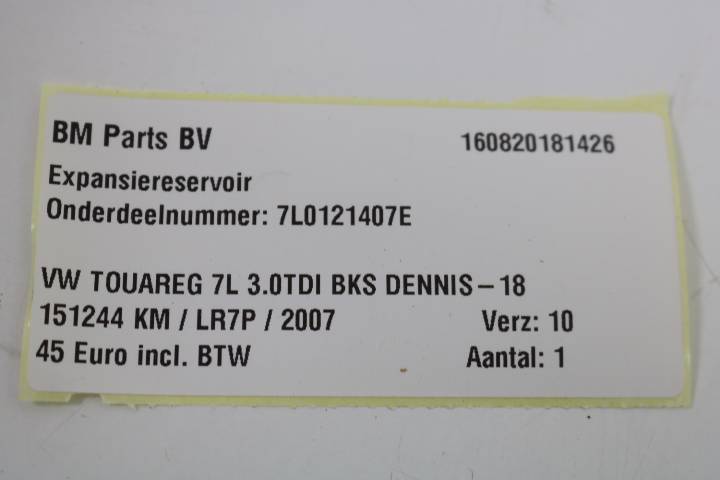 BM Parts BV 160820181426
Expansiereservoir
Onderdeelnummer: 7L0121407E
VW TOUAREG 7L 3.0TDI BKS DENNIS-18
151244 KM / LR7P / 2007 Verz: 10
45 Euro incl. BTW Aantal: 1